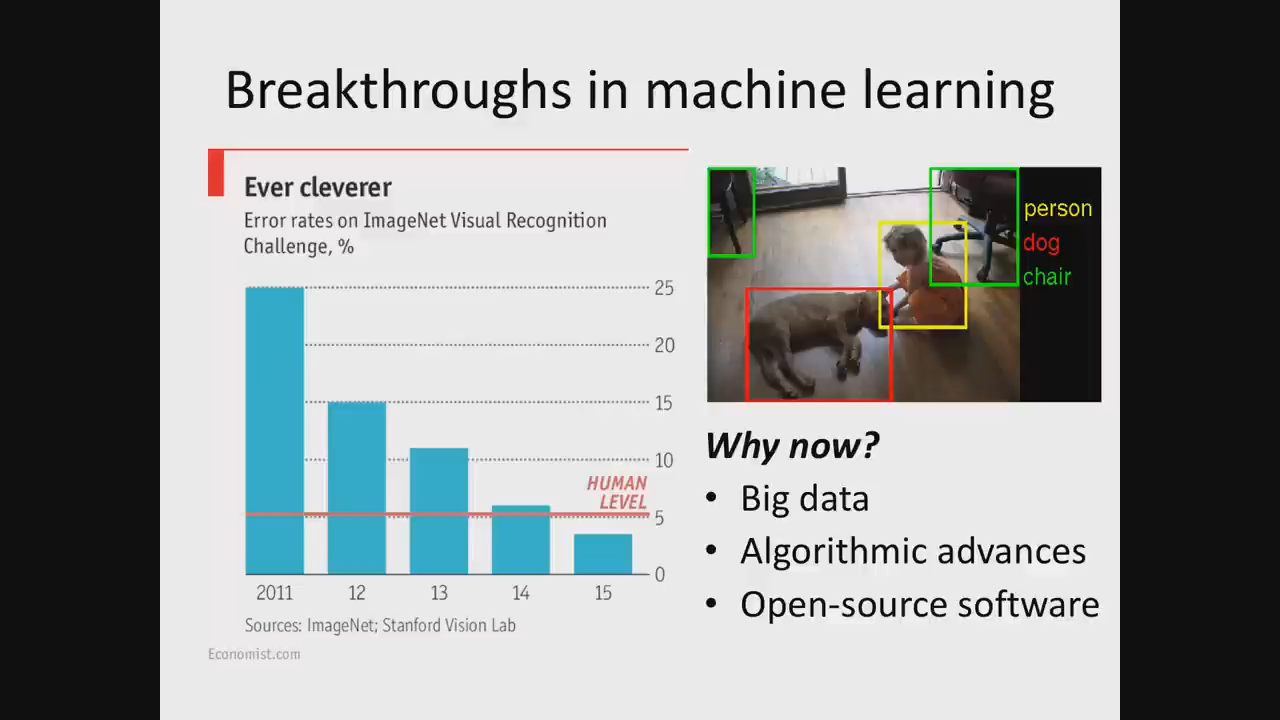 Breakthroughs in machine learning
Ever cleverer
Error rates on ImageNet Visual Recognition
Challenge, %
25
20
15
10
5
0
HUMAN
LEVEL
2011 12 13 14 15
Sources: ImageNet; Stanford Vision Lab
Economist.com
person
dog
chair
Why now?
• Big data
• Algorithmic advances
• Open-source software